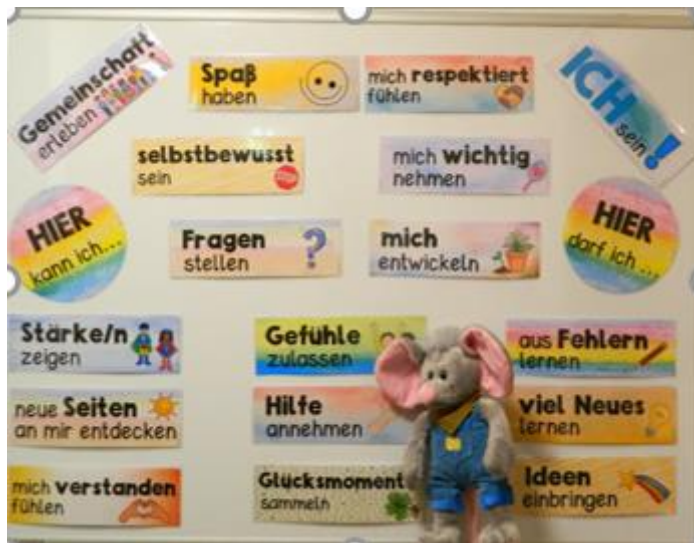 Gemeinschaft
erleben
Spaß
haben
mich respektiert
fühlen
ICH
sein!
selbstbewusst
sein
mich wichtig
nehmen
HIER
kann ich...
Fragen
stellen
?
mich
entwickeln
HIER
darf ich ...
Stärke/n
zeigen
Gefühle
zulassen
aus Fehlern
lernen
neue Seiten
an mir entdecken
Hilfe
annehmen
viel Neues
lernen
mich verstanden
fühlen
Glücksmoment
sammeln
Ideen
einbringen